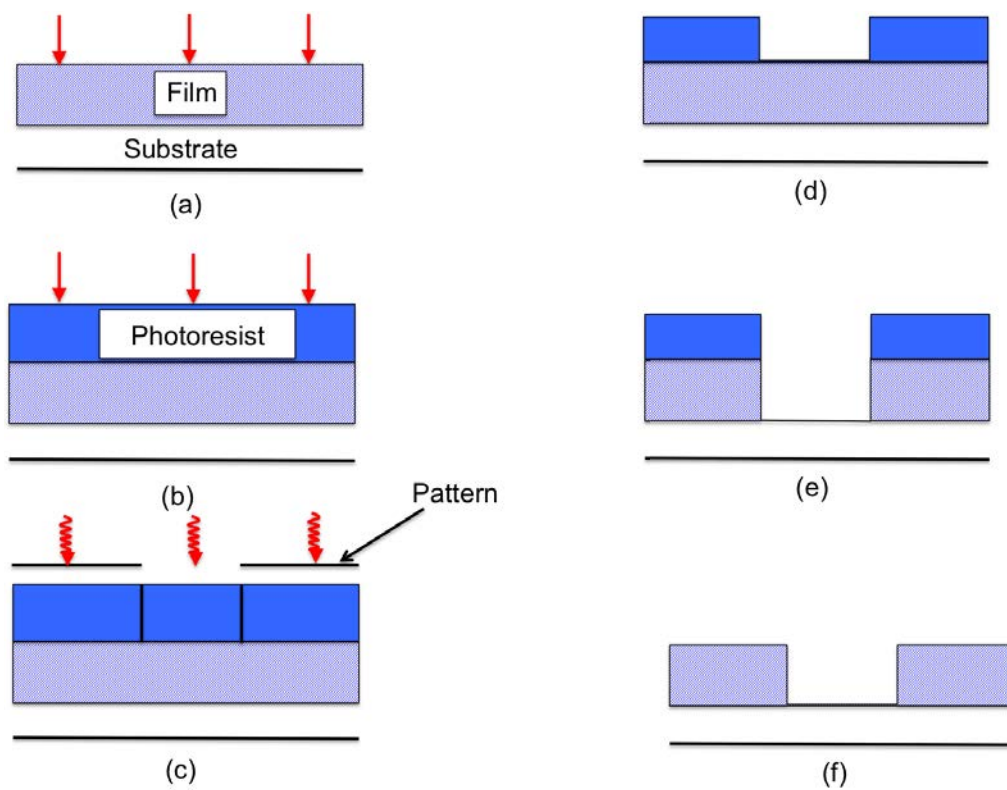 Film
Substrate
(a)
Photoresist
(b)
Pattern
(c)
(d)
(e)
(f)